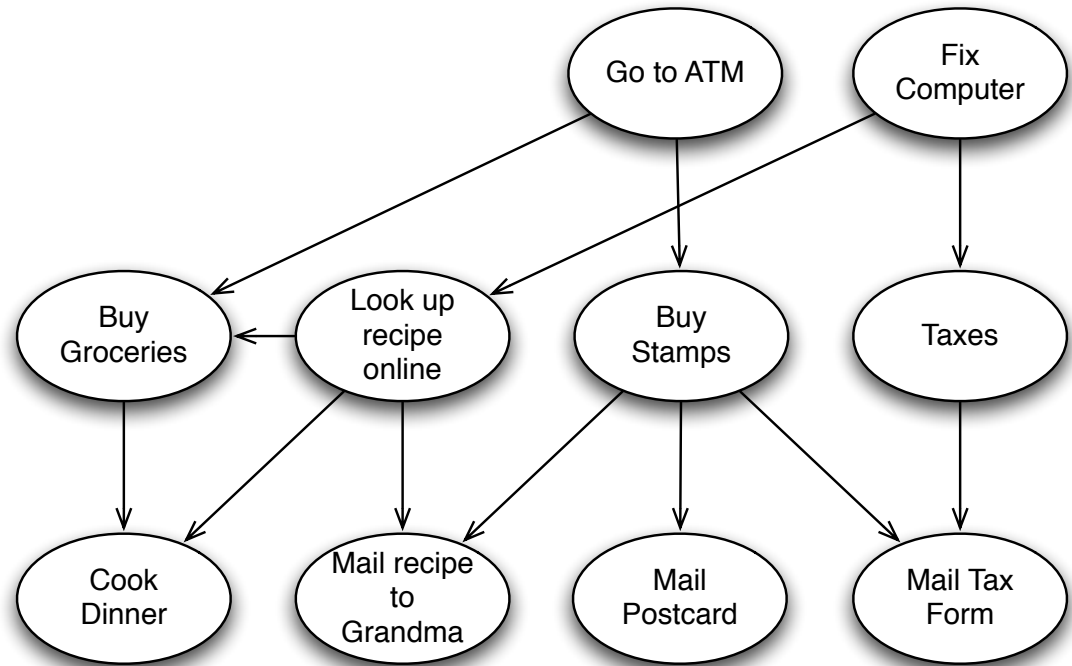 Go to ATM
Fix
Computer
Buy
Groceries
Look up
recipe
online
Buy
Stamps
Taxes
Cook
Dinner
Mail recipe
to
Grandma
Mail
Postcard
Mail Tax
Form